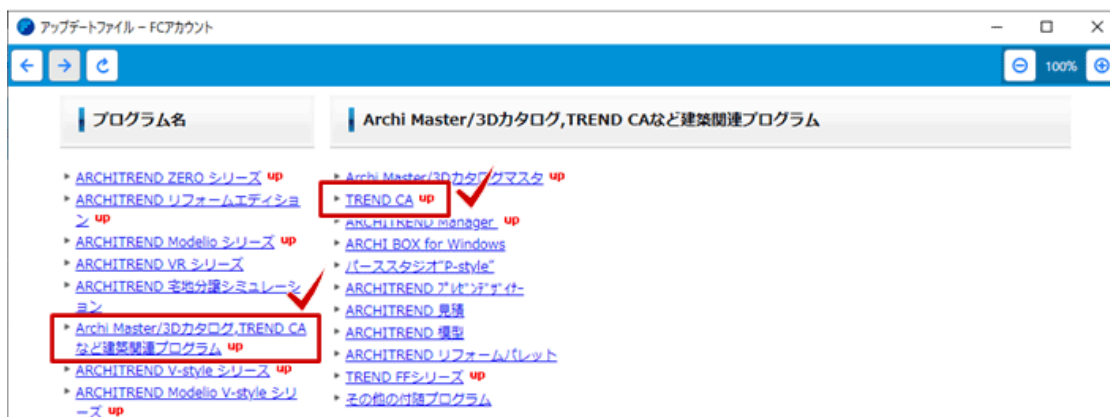 アップデートファイル – FCアカウント
100%
プログラム名
ARCHITREND ZERO シリーズ up
ARCHITREND リフォームエディショ
ン up
ARCHITREND Modelio シリーズ up
ARCHITREND VR シリーズ
ARCHITREND 宅地分譲シミュレーシ
ョン
Archi Master/3Dカタログ,TREND CA
など建築関連プログラム up
ARCHITREND V-style シリーズ up
ARCHITREND Modelio V-style シリ
ーズ up
Archi Master/3Dカタログ,TREND CAなど建築関連プログラム
Archi Master/3Dカタログマスタ up
TREND CA up
ARCHITREND Manager up
ARCHI BOX for Windows
パーススタジオ"P-style"
ARCHITREND プレゼンデザイナー
ARCHITREND 見積
ARCHITREND 模型
ARCHITREND リフォームパレット
TREND FFシリーズ up
その他の付随プログラム